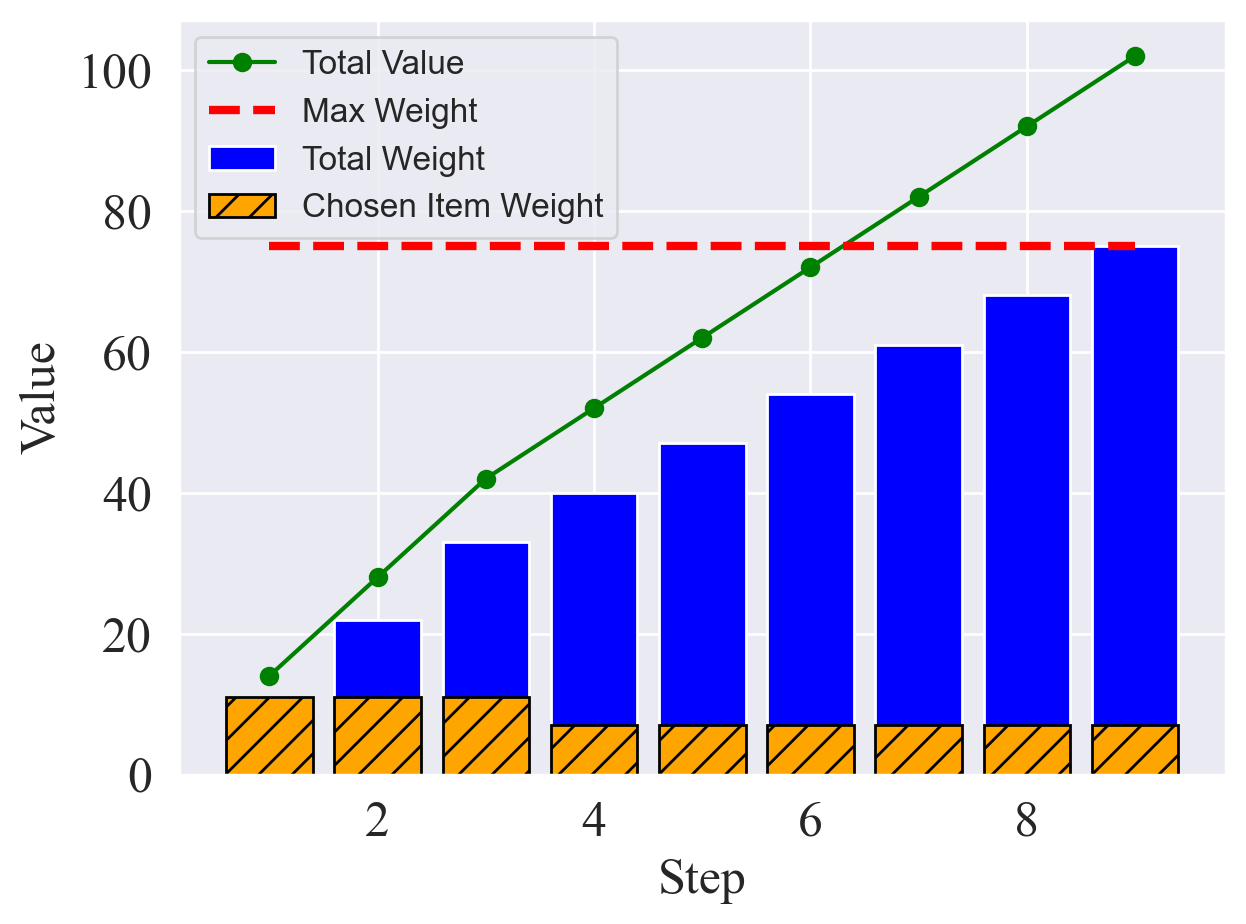 Total Value
Max Weight
Total Weight
Chosen Item Weight
100
80
60
40
20
0
Value
2 4 6 8
Step